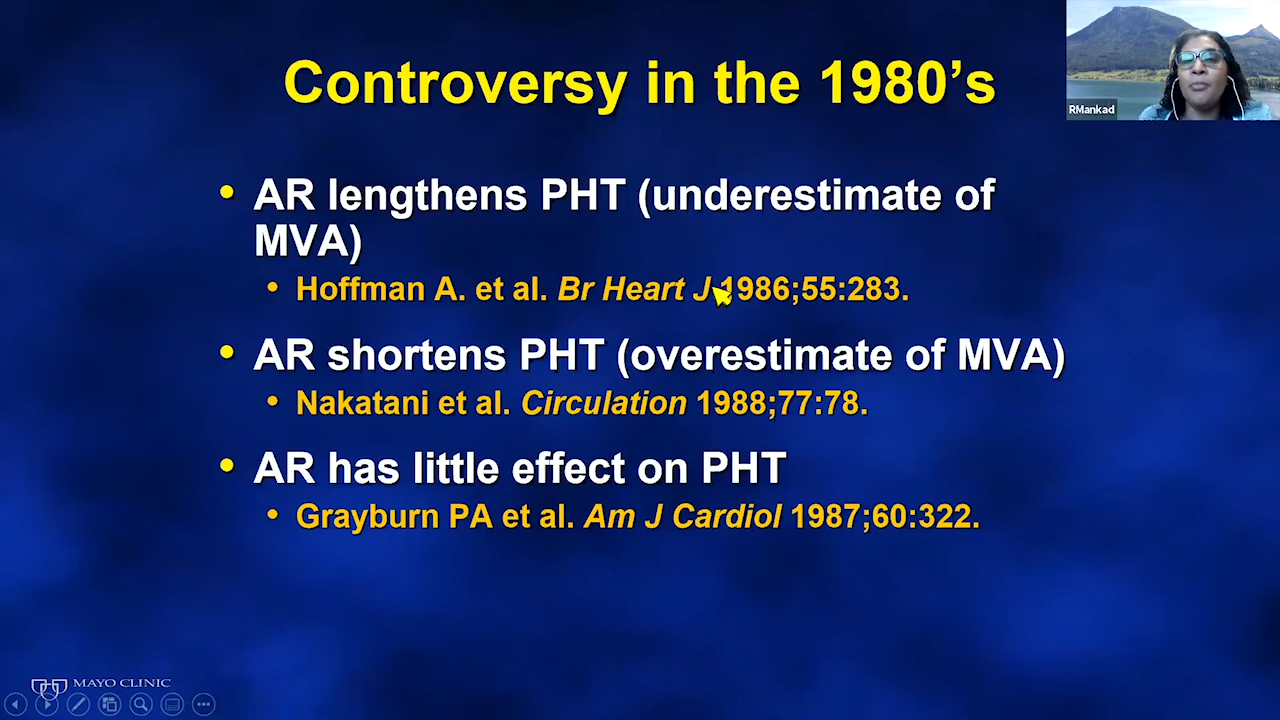 Controversy in the 1980's
RMankad
• AR lengthens PHT (underestimate of
MVA)
• Hoffman A. et al. Br Heart J 1986;55:283.
• AR shortens PHT (overestimate of MVA)
• Nakatani et al. Circulation 1988;77:78.
• AR has little effect on PHT
• Grayburn PA et al. Am J Cardiol 1987;60:322.
MAYO CLINIC